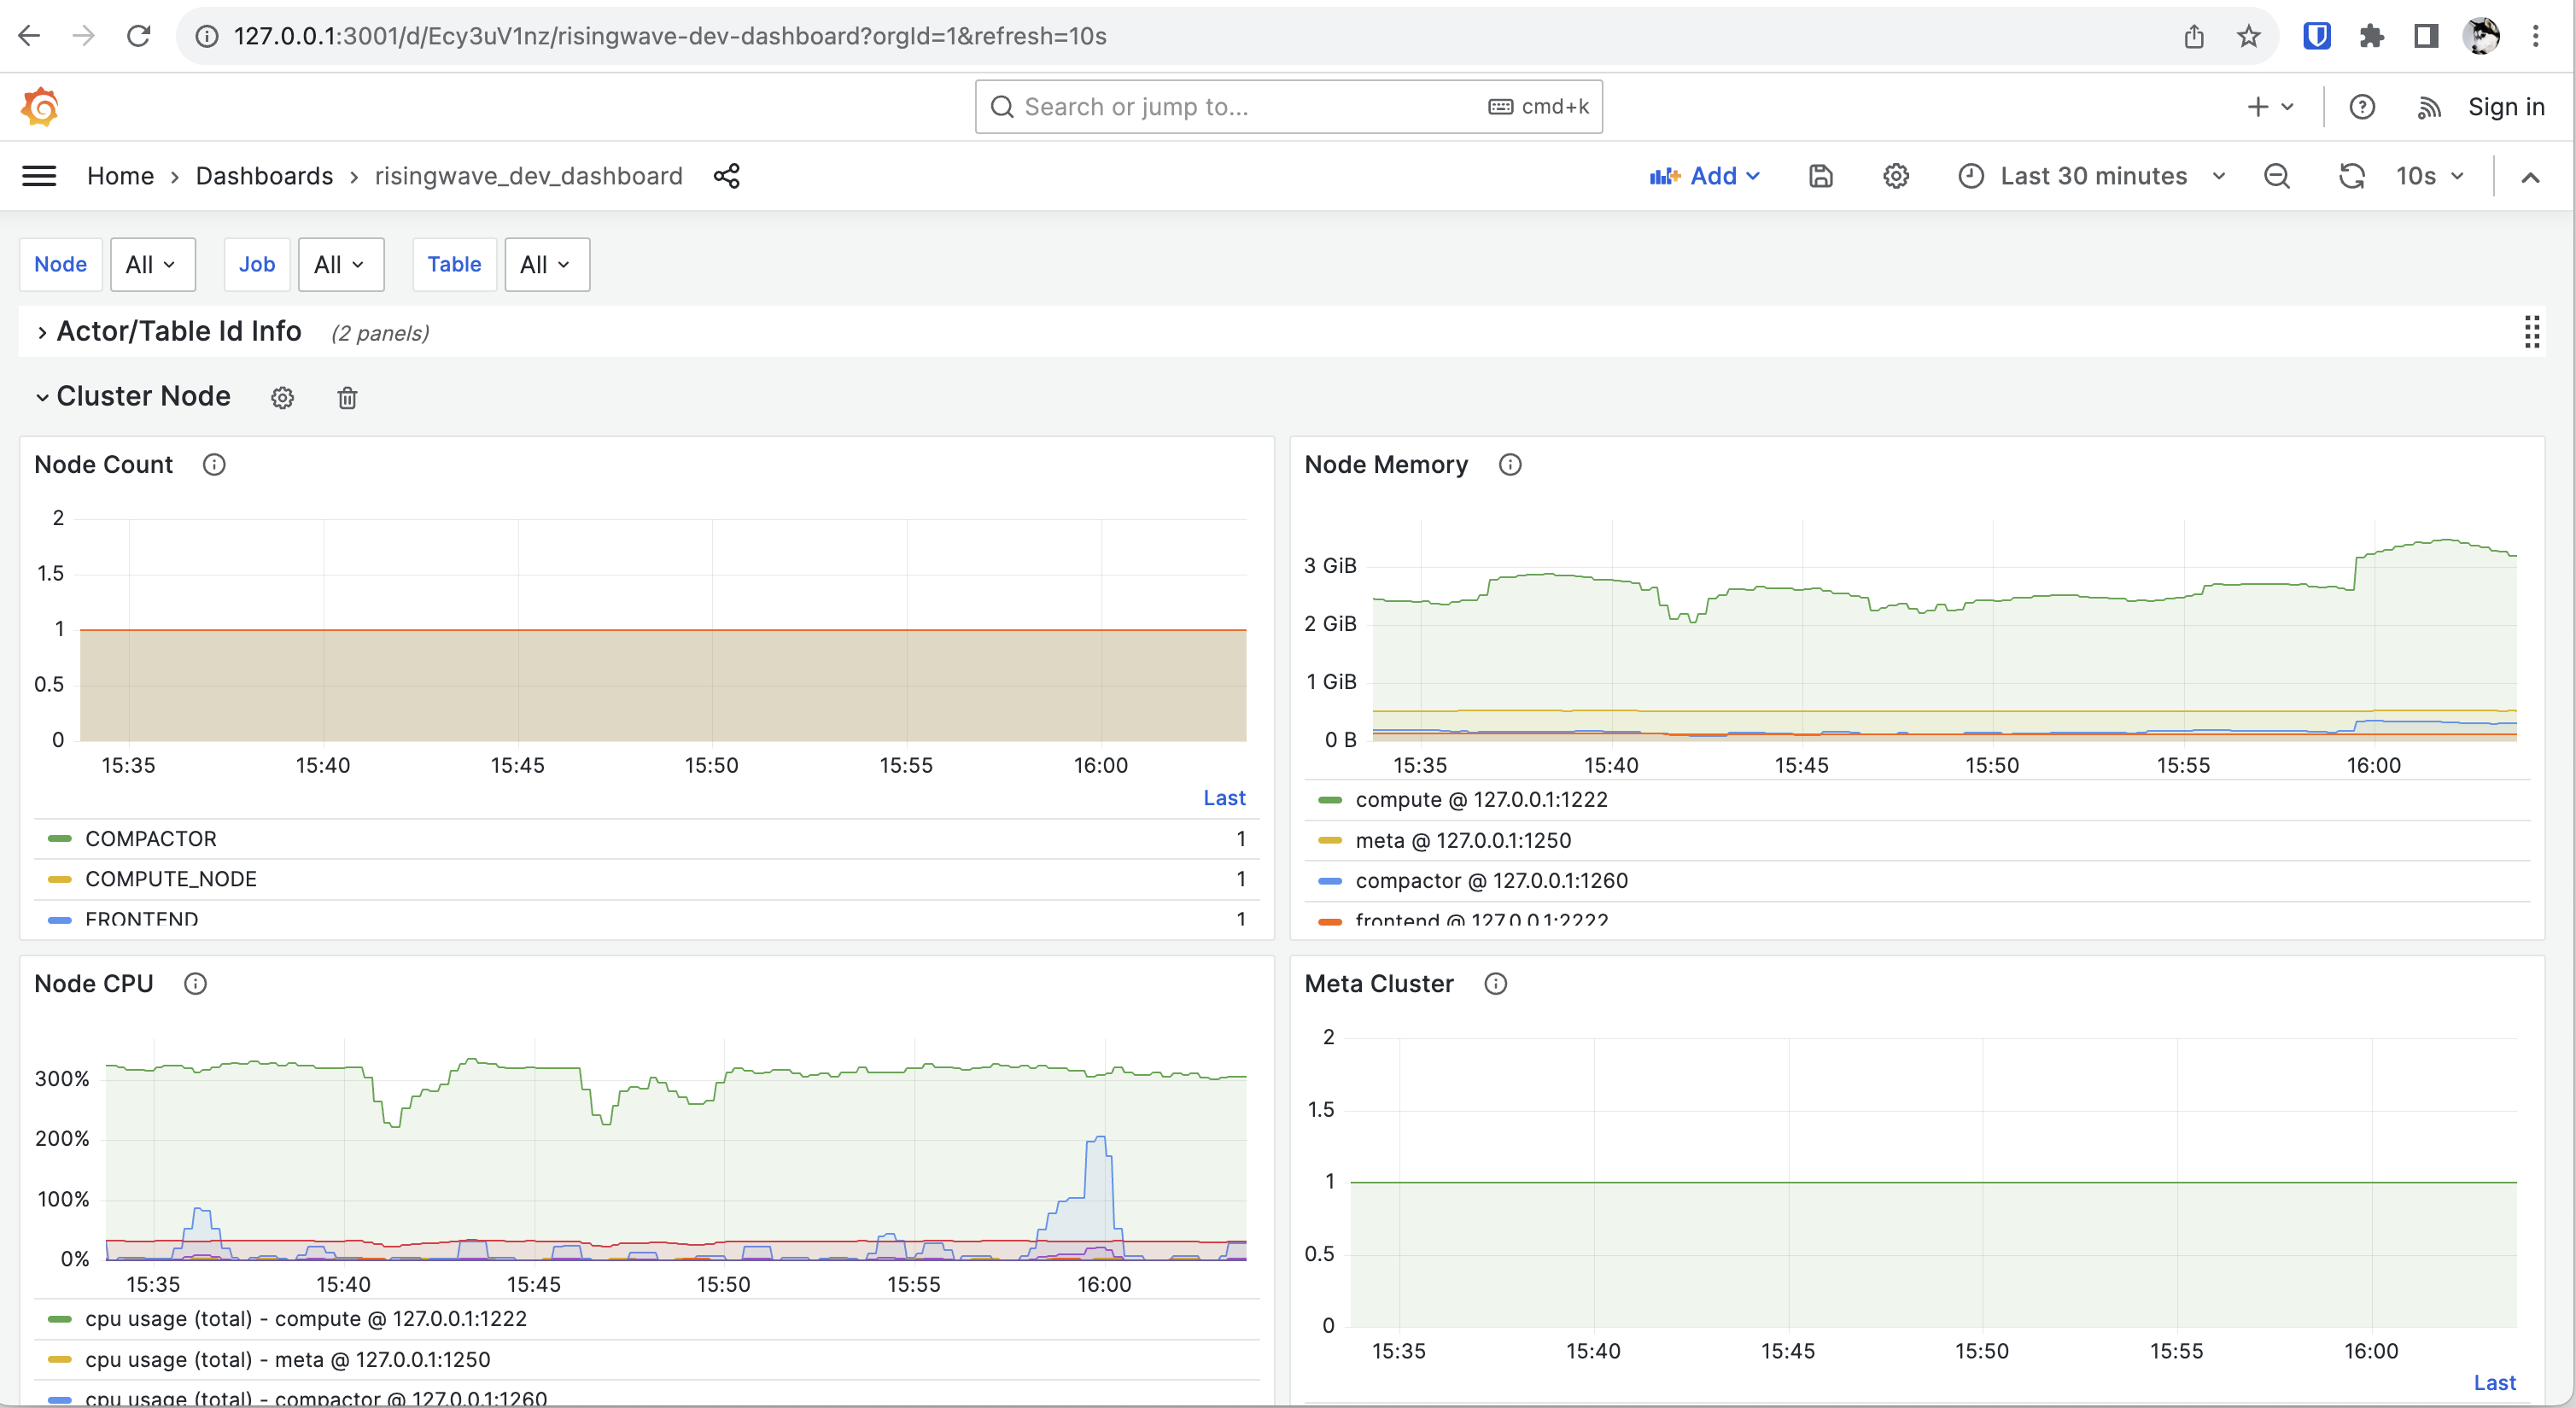 127.0.0.1:3001/d/Ecy3uV1nz/risingwave-dev-dashboard?orgId=1&refresh=10s
Search or jump to... cmd+k
Sign in
Home › Dashboards › risingwave_dev_dashboard
Add
Last 30 minutes
10s
Node All Job All Table All
Actor/Table Id Info (2 panels)
Cluster Node
Node Count
2
1.5
1
0.5
0
15:35 15:40 15:45 15:50 15:55 16:00
Last
COMPACTOR 1
COMPUTE_NODE 1
FRONTEND 1
Node Memory
3 GiB
2 GiB
1 GiB
0 B
15:35 15:40 15:45 15:50 15:55 16:00
compute @ 127.0.0.1:1222
meta @ 127.0.0.1:1250
compactor @ 127.0.0.1:1260
frontend @ 127.0.0.1:2222
Node CPU
300%
200%
100%
0%
15:35 15:40 15:45 15:50 15:55 16:00
cpu usage (total) - compute @ 127.0.0.1:1222
cpu usage (total) - meta @ 127.0.0.1:1250
cpu usage (total) - compactor @ 127.0.0.1:1260
Meta Cluster
2
1.5
1
0.5
0
15:35 15:40 15:45 15:50 15:55 16:00
Last